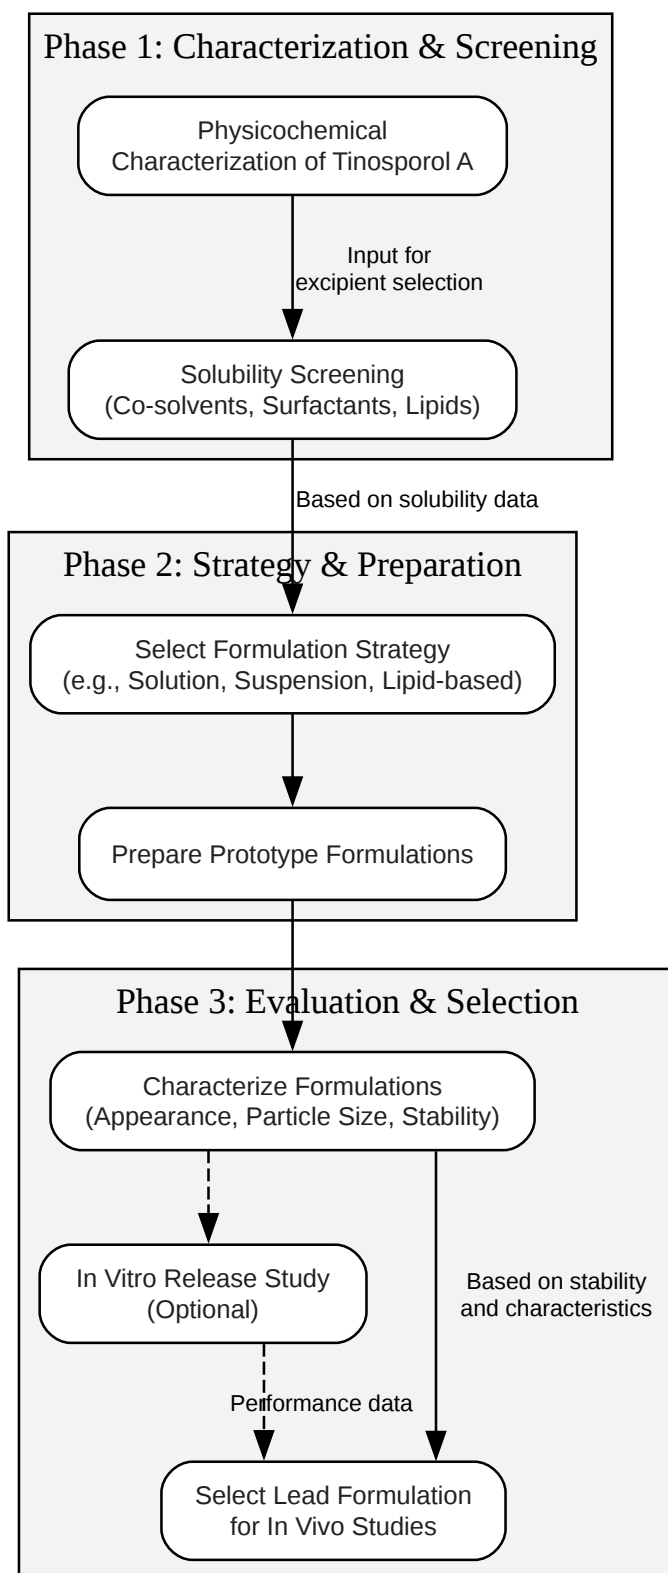 Phase 1: Characterization & Screening
Physicochemical
Characterization of Tinosporol A
Input for
excipient selection
Solubility Screening
(Co-solvents, Surfactants, Lipids)
Based on solubility data
Phase 2: Strategy & Preparation
Select Formulation Strategy
(e.g., Solution, Suspension, Lipid-based)
Prepare Prototype Formulations
Phase 3: Evaluation & Selection
Characterize Formulations
(Appearance, Particle Size, Stability)
In Vitro Release Study
(Optional)
Based on stability
and characteristics
Performance data
Select Lead Formulation
for In Vivo Studies